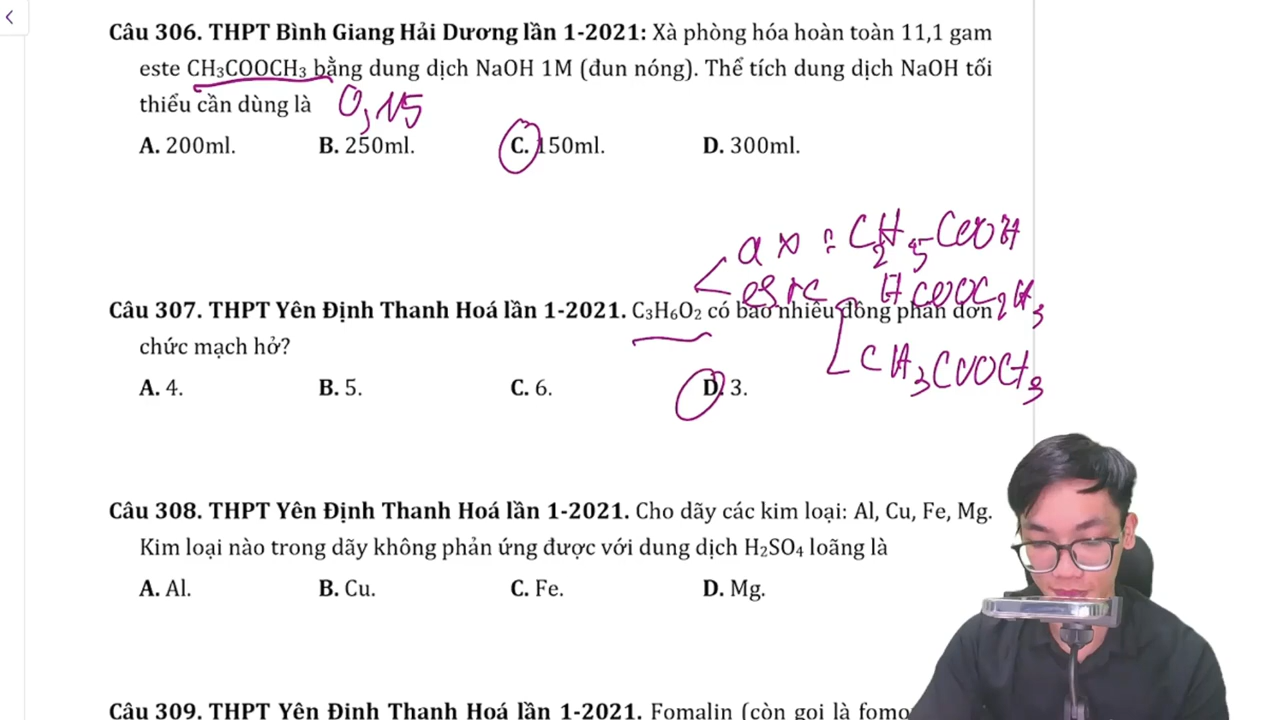 Câu 306. THPT Bình Giang Hải Dương lần 1-2021: Xà phòng hóa hoàn toàn 11,1 gam
este CH₃COOCH₃ bằng dung dịch NaOH 1M (đun nóng). Thể tích dung dịch NaOH tối
thiểu cần dùng là 0,15
A. 200ml. B. 250ml. C. 150ml. D. 300ml.
ax : C₂H₅COOH
este HCOOC₂H₃
Câu 307. THPT Yên Định Thanh Hoá lần 1-2021. C₃H₆O₂ có bao nhiêu đồng phân đơn
chức mạch hở?
CH₃COOCH₃
A. 4. B. 5. C. 6. D. 3.
Câu 308. THPT Yên Định Thanh Hoá lần 1-2021. Cho dãy các kim loại: Al, Cu, Fe, Mg.
Kim loại nào trong dãy không phản ứng được với dung dịch H₂SO₄ loãng là
A. Al. B. Cu. C. Fe. D. Mg.
Câu 309. THPT Yên Định Thanh Hoá lần 1-2021. Fomalin (còn gọi là fomo